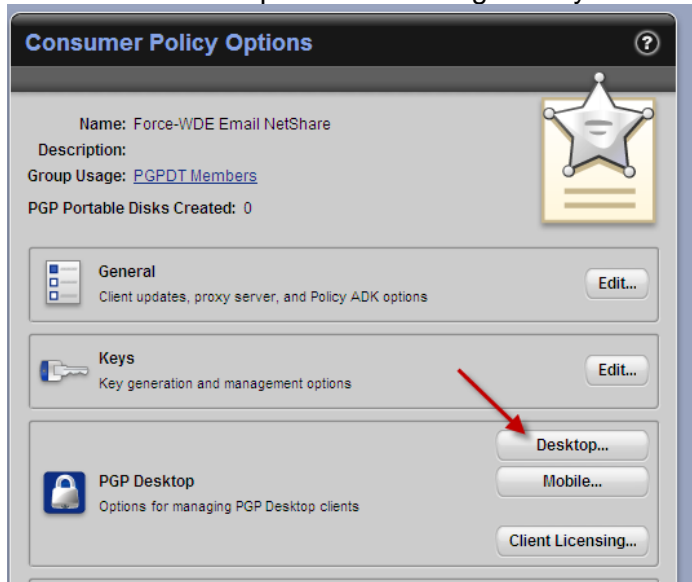 Consumer Policy Options
?
Name: Force-WDE Email NetShare
Description:
Group Usage: PGPDT Members
PGP Portable Disks Created: 0
General
Client updates, proxy server, and Policy ADK options
Edit...
Keys
Key generation and management options
Edit...
Desktop...
PGP Desktop
Mobile...
Options for managing PGP Desktop clients
Client Licensing...